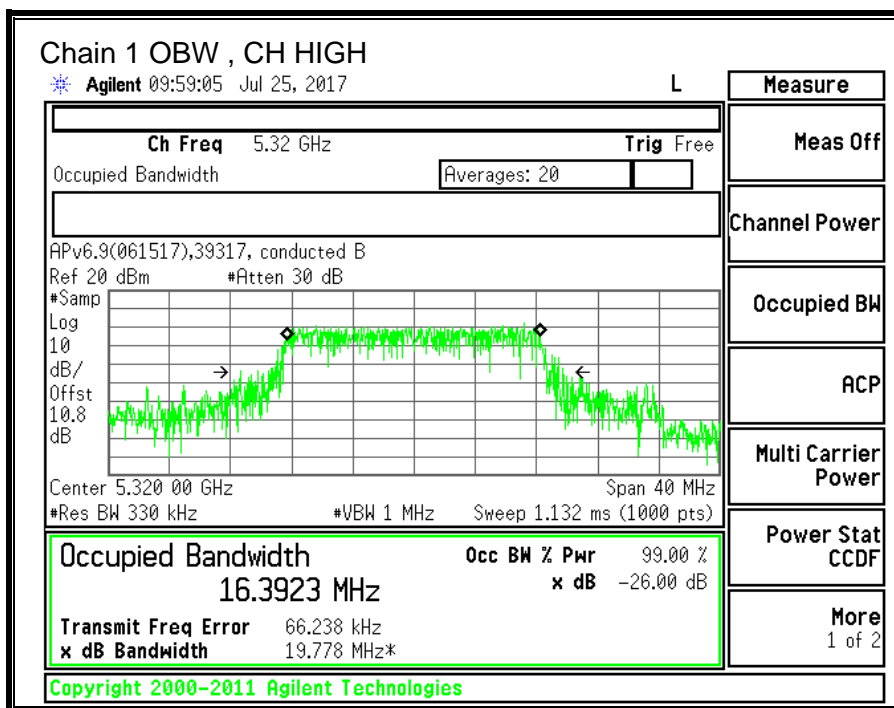 Chain 1 OBW , CH HIGH
Agilent 09:59:05 Jul 25, 2017 L
Measure
Ch Freq 5.32 GHz Trig Free
Occupied Bandwidth Averages: 20
APv6.9(061517),39317, conducted B
Ref 20 dBm #Atten 30 dB
#Samp
Log
10
dB/
Offst
10.8
dB
Center 5.320 00 GHz Span 40 MHz
#Res BW 330 kHz #VBW 1 MHz Sweep 1.132 ms (1000 pts)
Occupied Bandwidth Occ BW % Pwr 99.00 %
16.3923 MHz x dB -26.00 dB
Transmit Freq Error 66.238 kHz
x dB Bandwidth 19.778 MHz*
Meas Off
Channel Power
Occupied BW
ACP
Multi Carrier
Power
Power Stat
CCDF
More
1 of 2
Copyright 2000-2011 Agilent Technologies